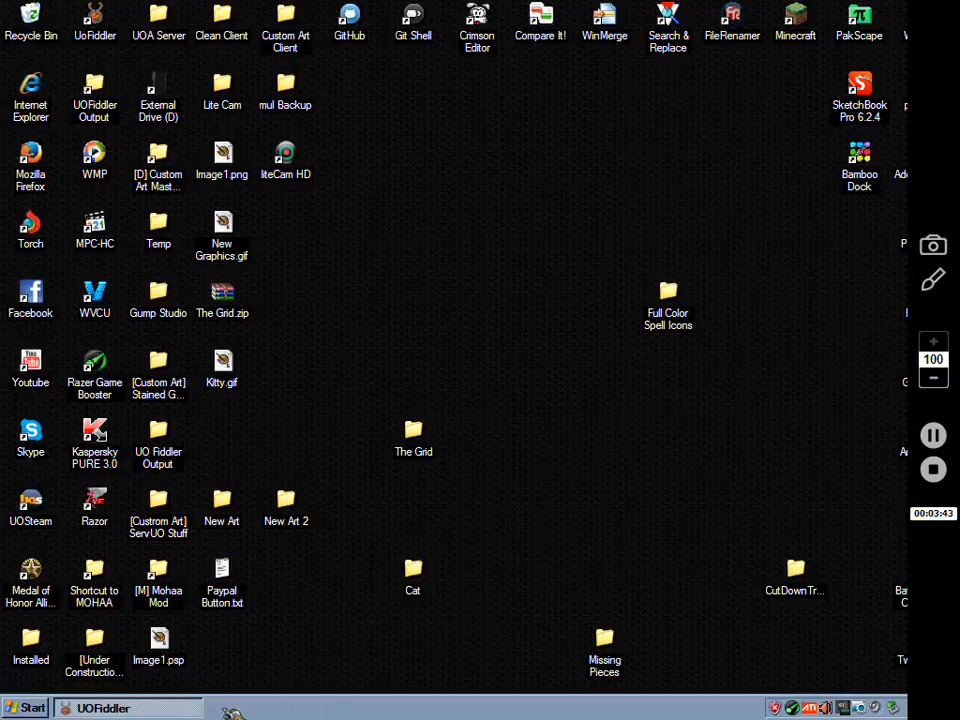 Recycle Bin
UoFiddler
UOA Server
Clean Client
Custom Art
Client
GitHub
Git Shell
Crimson
Editor
Compare It!
WinMerge
Search &
Replace
FileRenamer
Minecraft
PakScape
Internet
Explorer
UOFiddler
Output
External
Drive (D)
Lite Cam
mul Backup
SketchBook
Pro 6.2.4
Mozilla
Firefox
WMP
[D] Custom
Art Mast...
Image1.png
liteCam HD
Bamboo
Dock
Torch
MPC-HC
Temp
New
Graphics.gif
Facebook
WVCU
Gump Studio
The Grid.zip
Full Color
Spell Icons
100
You
Tube
Youtube
Razer Game
Booster
[Custom Art]
Stained G...
Kitty.gif
Skype
Kaspersky
PURE 3.0
UO Fiddler
Output
The Grid
UOSteam
Razor
[Custrom Art]
ServUO Stuff
New Art
New Art 2
00:03:43
Medal of
Honor Alli...
Shortcut to
MOHAA
[M] Mohaa
Mod
Paypal
Button.txt
Cat
CutDownTr...
Installed
[Under
Constructio...
Image1.psp
Missing
Pieces
Start
UOFiddler
ATI